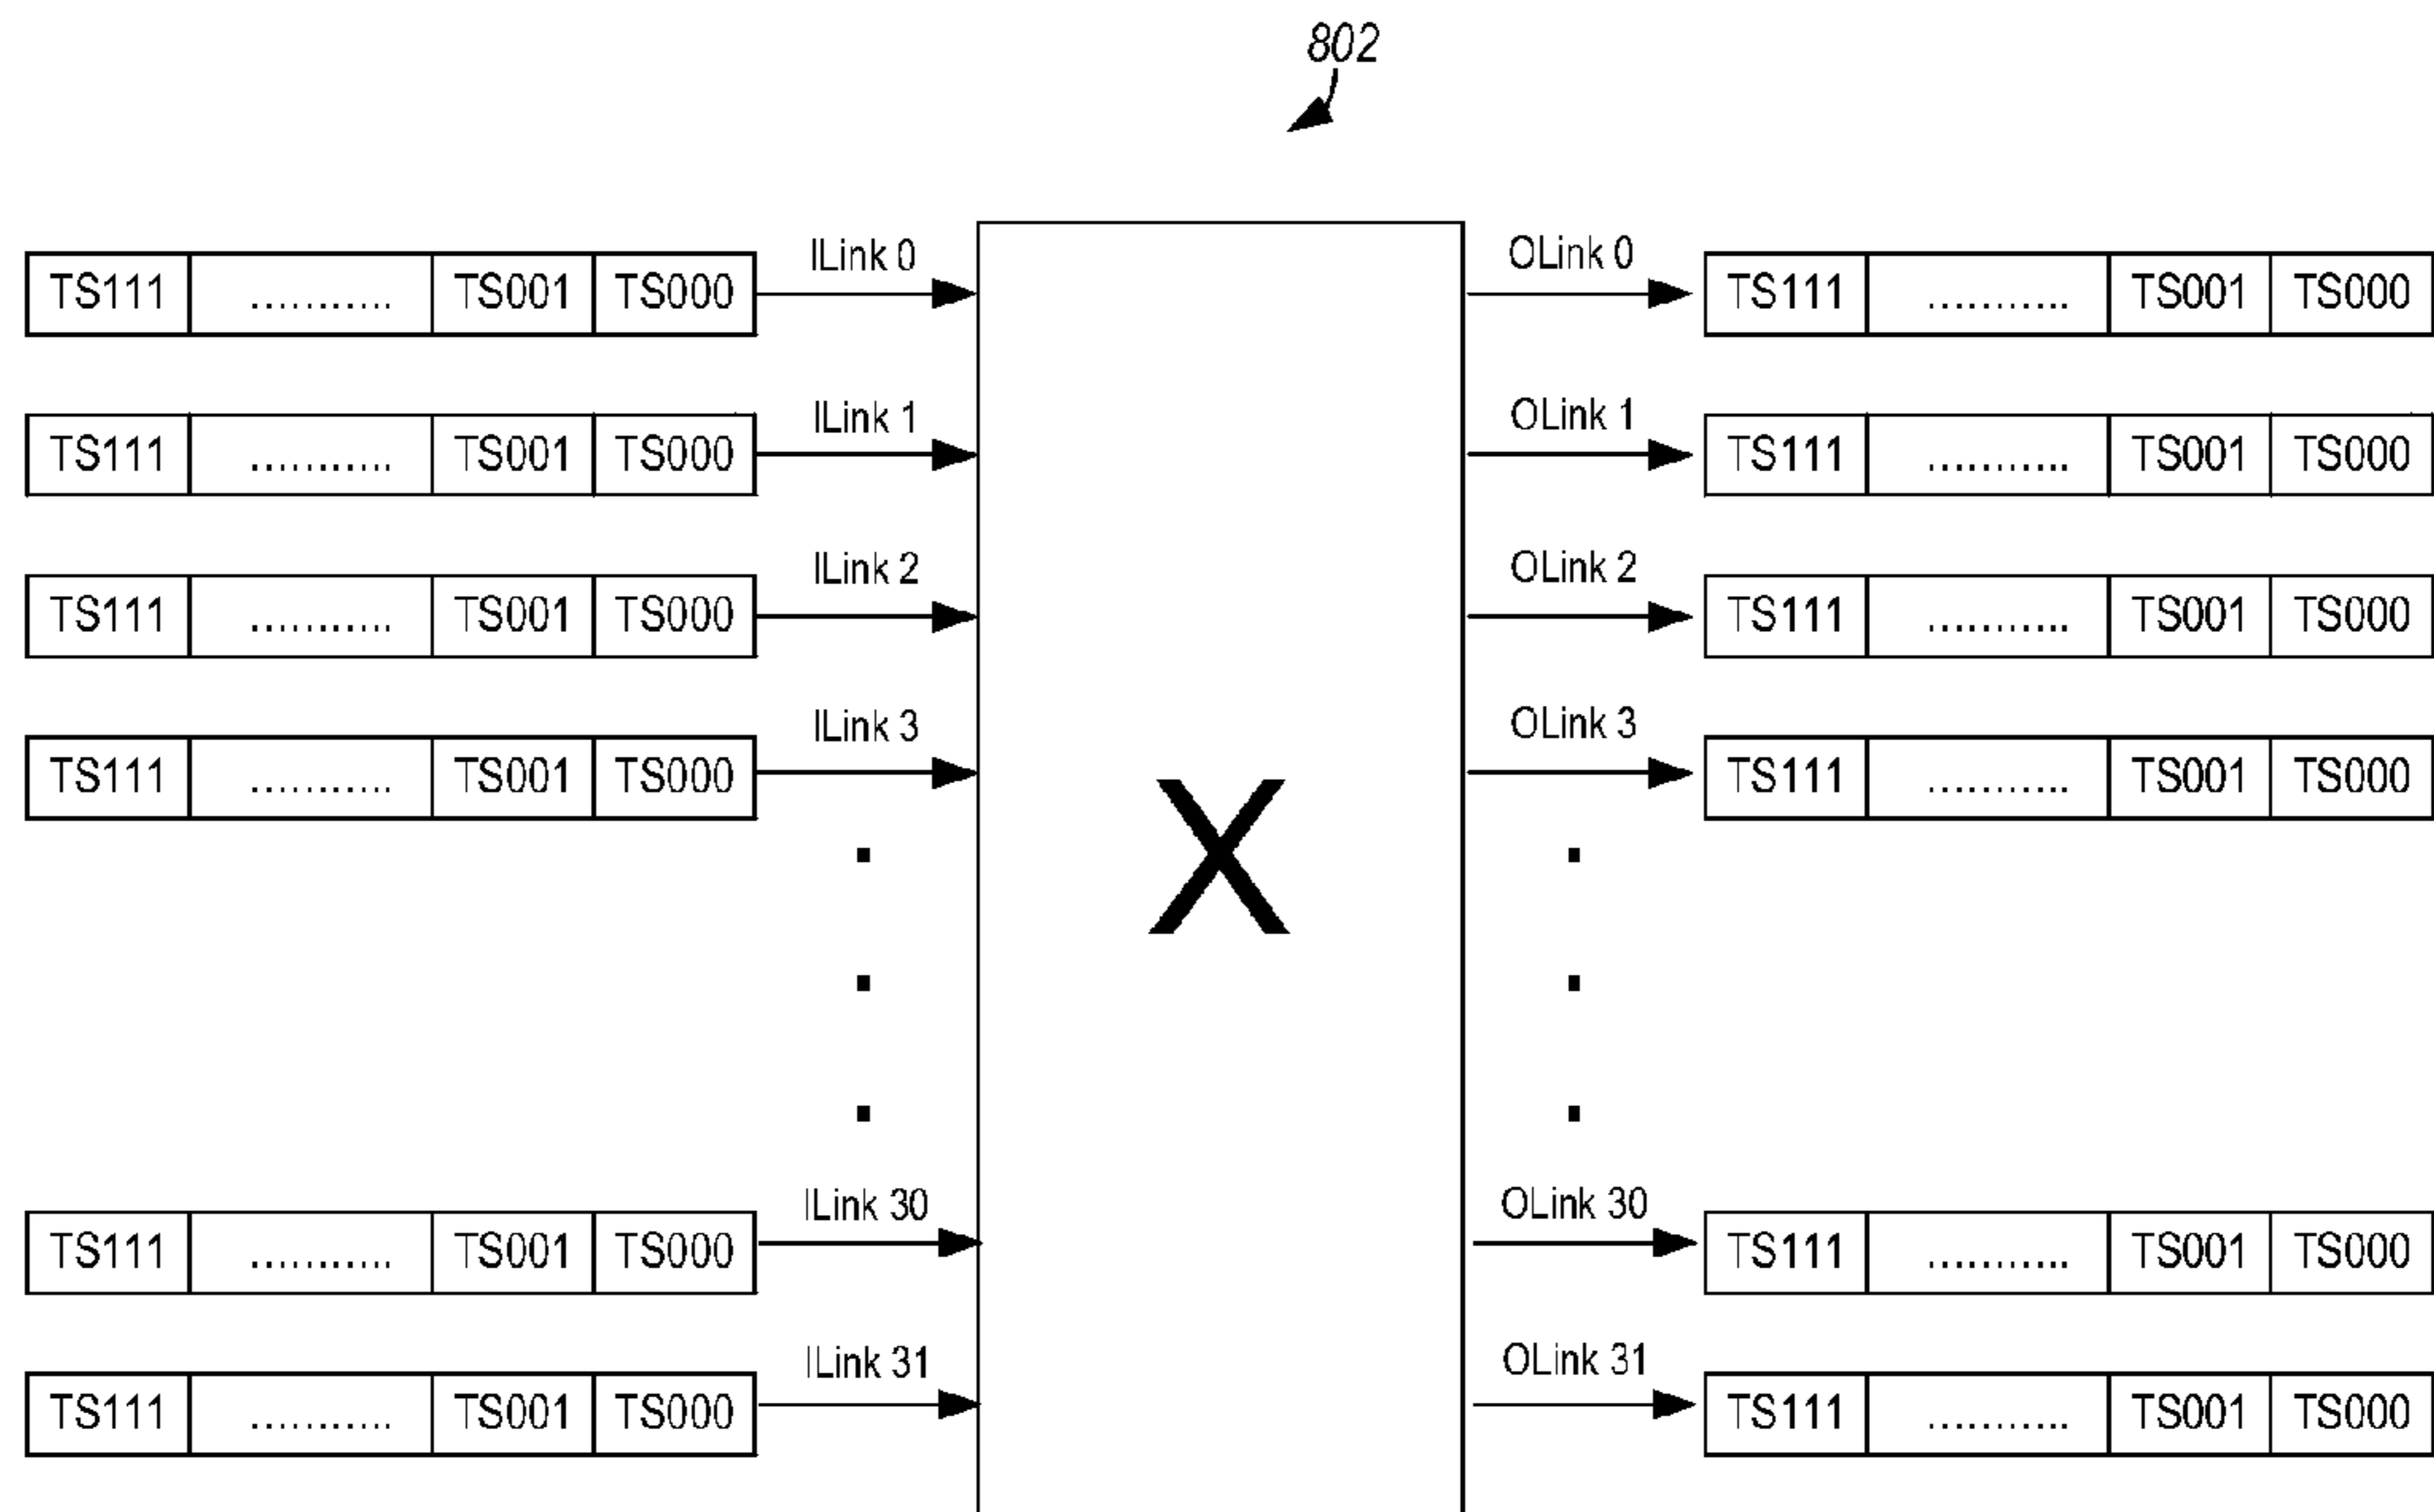 802
ILink 0 OLink 0
TS111 ........... TS001 TS000 TS111 ........... TS001 TS000
ILink 1 OLink 1
TS111 ........... TS001 TS000 TS111 ........... TS001 TS000
ILink 2 OLink 2
TS111 ........... TS001 TS000 TS111 ........... TS001 TS000
ILink 3 OLink 3
TS111 ........... TS001 TS000 TS111 ........... TS001 TS000
X
ILink 30 OLink 30
TS111 ........... TS001 TS000 TS111 ........... TS001 TS000
ILink 31 OLink 31
TS111 ........... TS001 TS000 TS111 ........... TS001 TS000